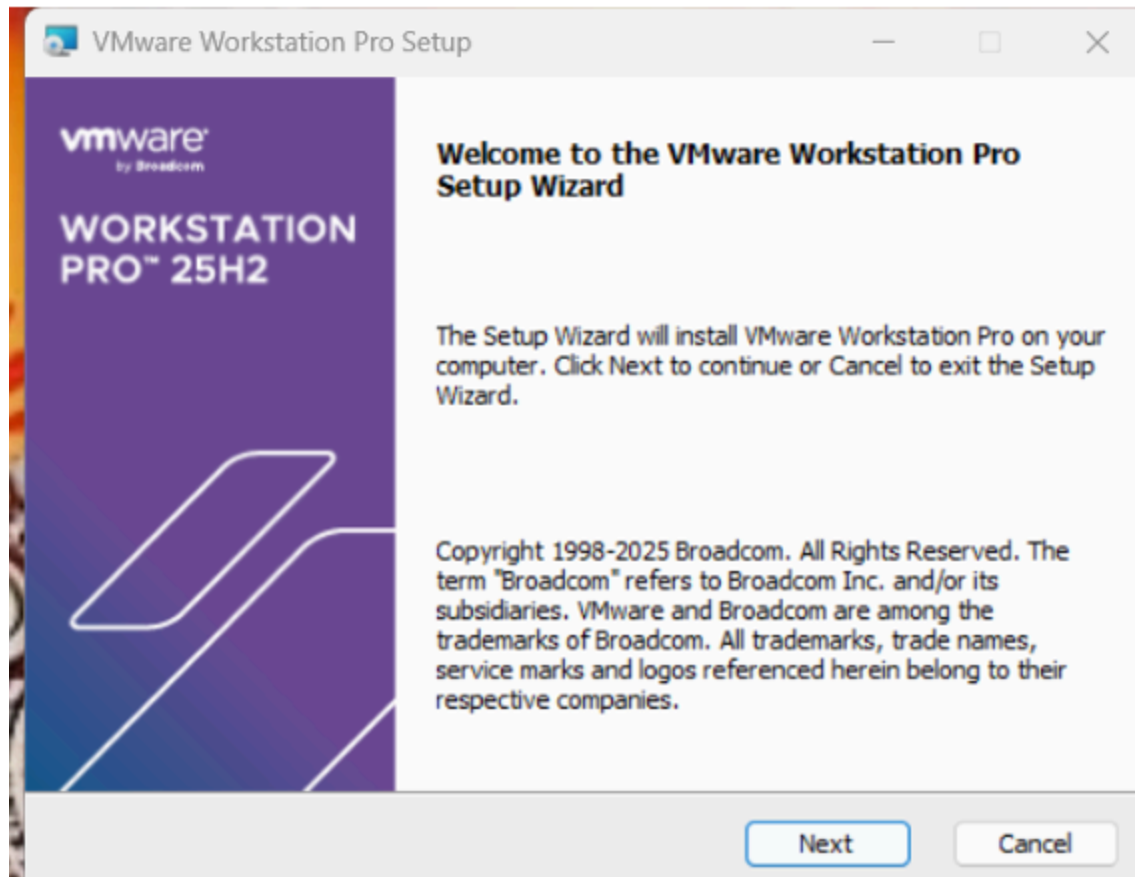 VMware Workstation Pro Setup
vmware®
by Broadcom
WORKSTATION
PRO™ 25H2
Welcome to the VMware Workstation Pro
Setup Wizard
The Setup Wizard will install VMware Workstation Pro on your
computer. Click Next to continue or Cancel to exit the Setup
Wizard.
Copyright 1998-2025 Broadcom. All Rights Reserved. The
term "Broadcom" refers to Broadcom Inc. and/or its
subsidiaries. VMware and Broadcom are among the
trademarks of Broadcom. All trademarks, trade names,
service marks and logos referenced herein belong to their
respective companies.
Next
Cancel